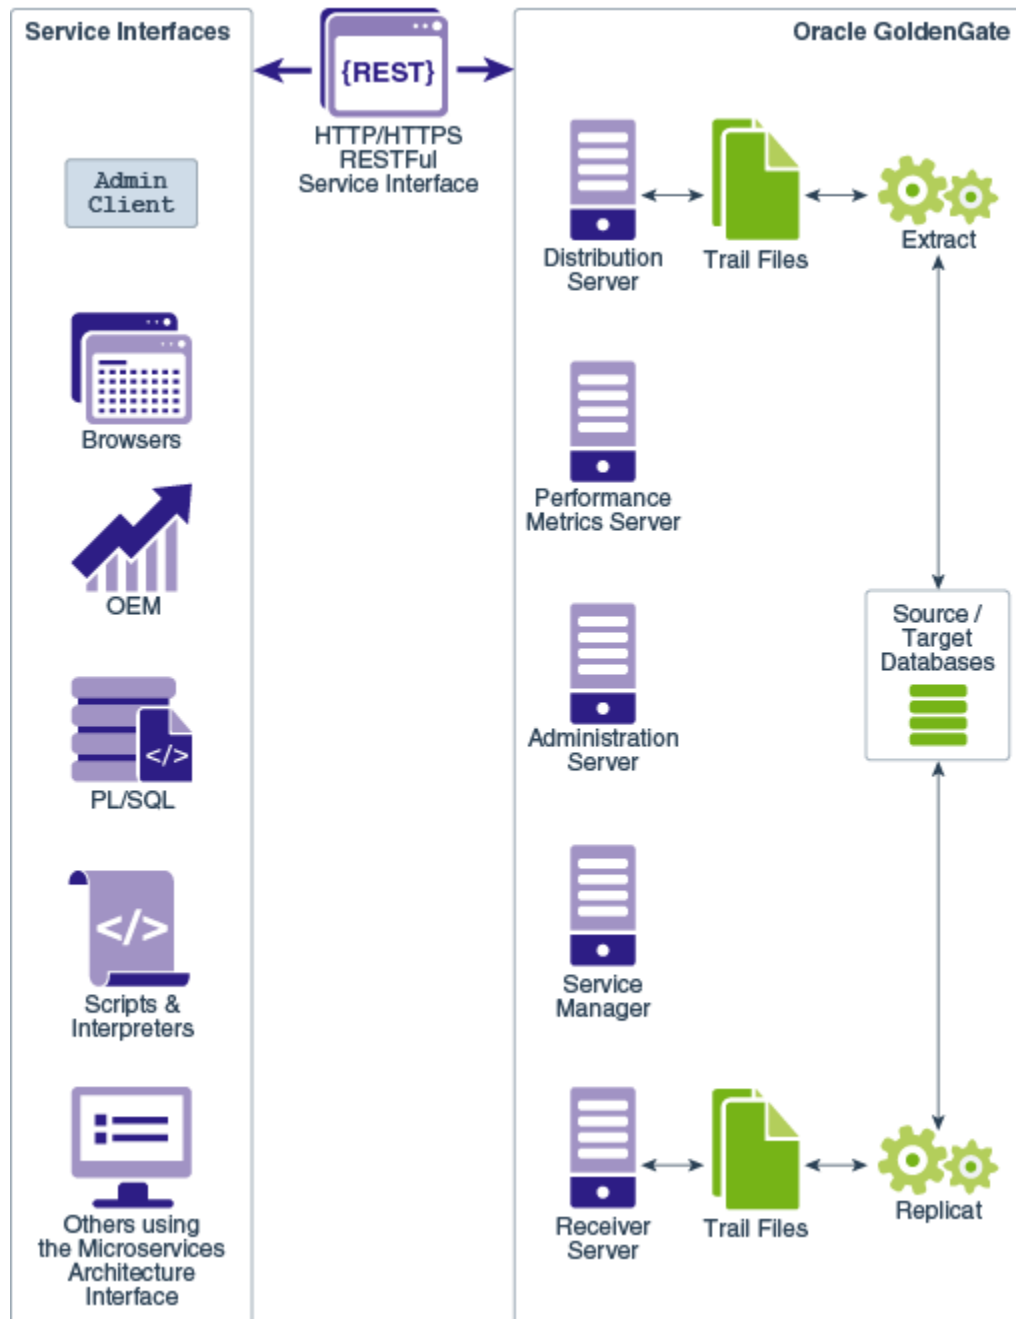 Service Interfaces
Admin
Client
Browsers
OEM
</>
PL/SQL
</>
Scripts &
Interpreters
Others using
the Microservices
Architecture
Interface
{REST}
HTTP/HTTPS
RESTFul
Service Interface
Oracle GoldenGate
Distribution
Server
Trail Files
Extract
Performance
Metrics Server
Source /
Target
Databases
Administration
Server
Service
Manager
Receiver
Server
Trail Files
Replicat